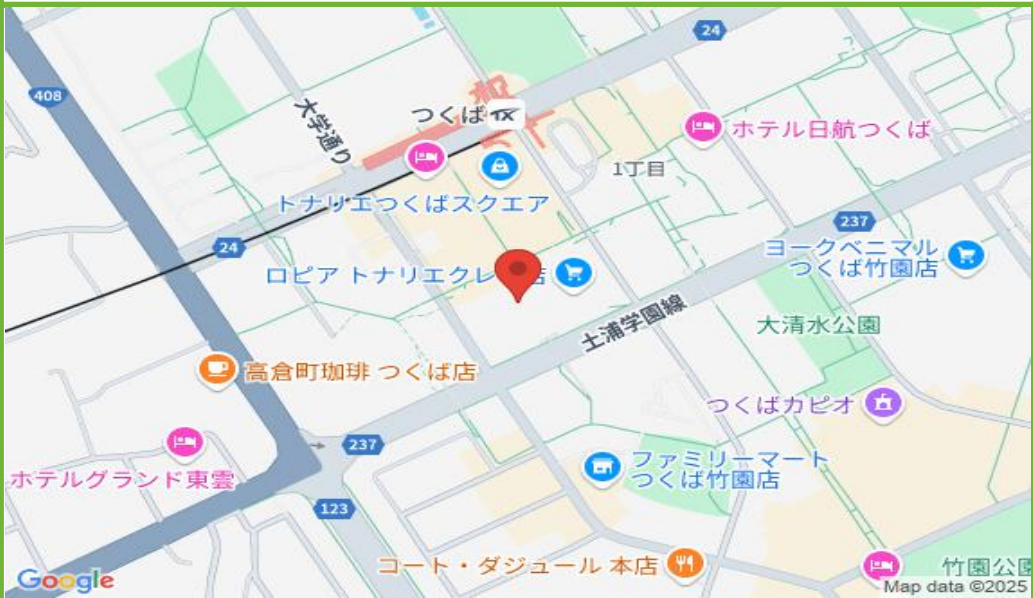 24
408
大学通り
つくば
ホテル日航つくば
1丁目
トナリエつくばスクエア
237
ヨークベニマル
つくば竹園店
24
ロピア トナリエクレ
店
土浦学園線
大清水公園
高倉町珈琲 つくば店
つくばカピオ
237
ホテルグランド東雲
ファミリーマート
つくば竹園店
123
コート・ダジュール 本店
竹園公園
Google
Map data ©2025